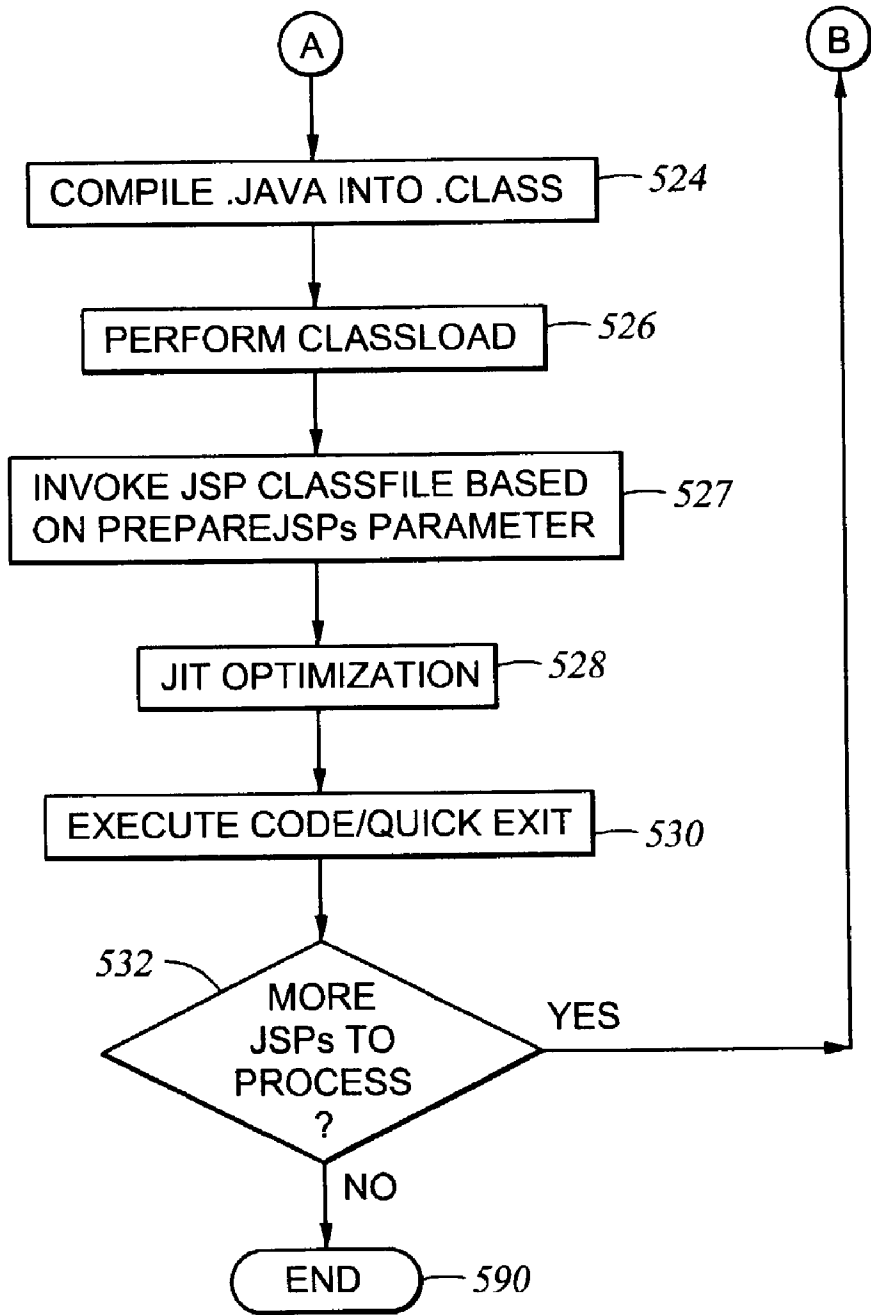 A
B
COMPILE .JAVA INTO .CLASS
524
PERFORM CLASSLOAD
526
INVOKE JSP CLASSFILE BASED
ON PREPAREJSPs PARAMETER
527
JIT OPTIMIZATION
528
EXECUTE CODE/QUICK EXIT
530
532
MORE
JSPs TO
PROCESS
?
YES
NO
END
590